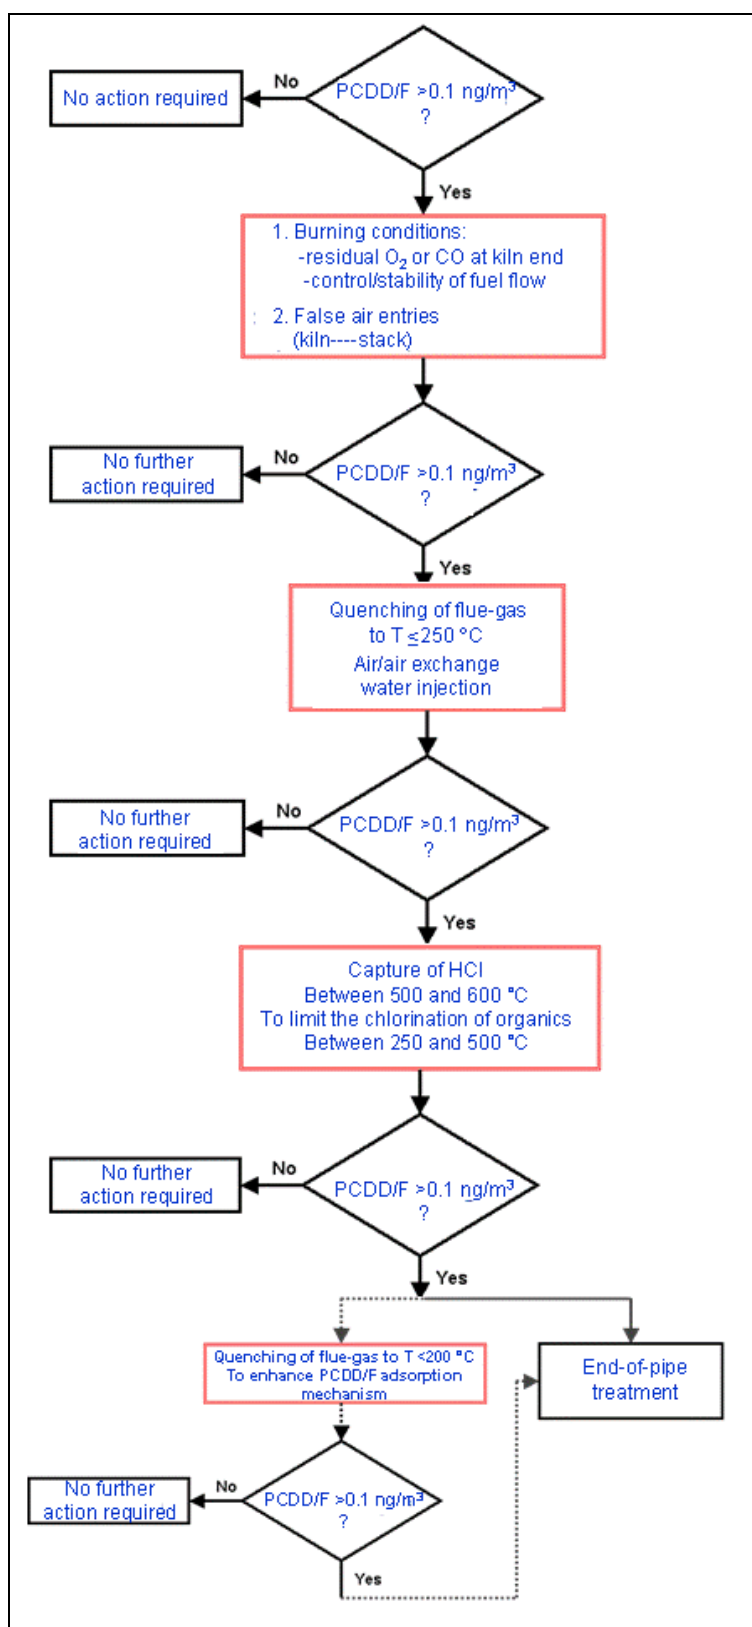 PCDD/F >0.1 ng/m³
?
No
No action required
Yes
1. Burning conditions:
-residual O₂ or CO at kiln end
-control/stability of fuel flow
: 2. False air entries
(kiln----stack)
PCDD/F >0.1 ng/m³
?
No
No further
action required
Yes
Quenching of flue-gas
to T ≤250 °C
Air/air exchange
water injection
PCDD/F >0.1 ng/m³
?
No
No further
action required
Yes
Capture of HCl
Between 500 and 600 °C
To limit the chlorination of organics
Between 250 and 500 °C
PCDD/F >0.1 ng/m³
?
No
No further
action required
Yes
Quenching of flue-gas to T <200 °C
To enhance PCDD/F adsorption
mechanism
End-of-pipe
treatment
PCDD/F >0.1 ng/m³
?
No
No further
action required
Yes